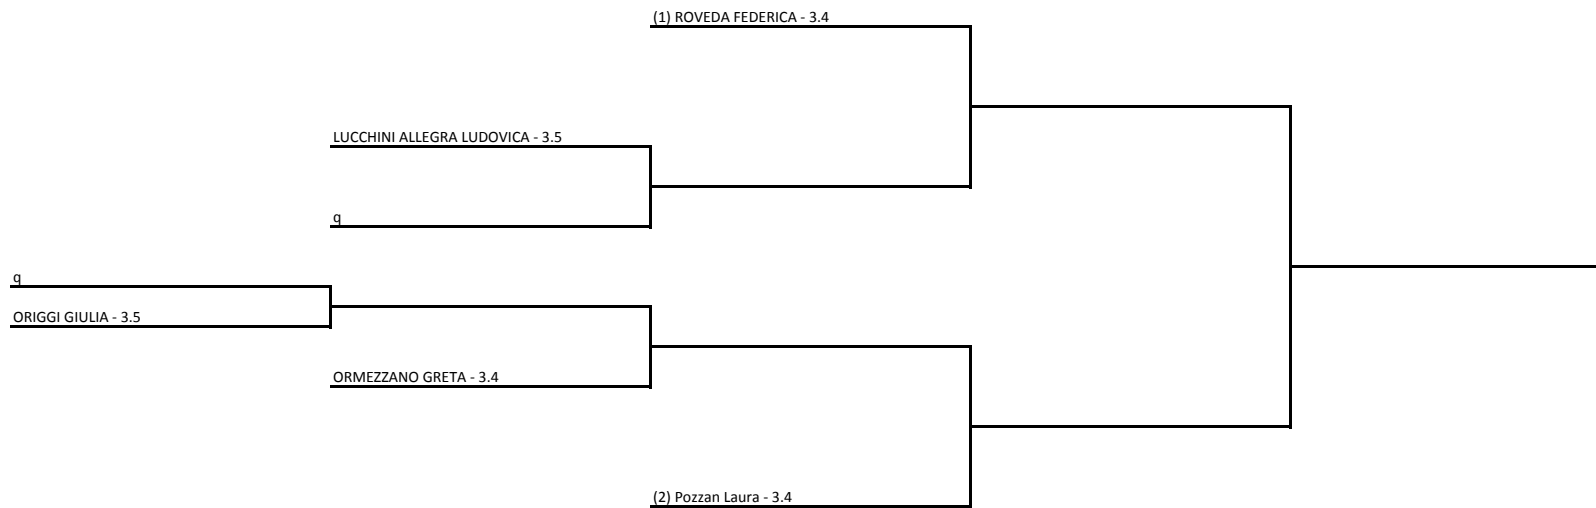 (1) ROVEDA FEDERICA - 3.4
LUCCHINI ALLEGRA LUDOVICA - 3.5
q
q
ORIGGI GIULIA - 3.5
ORMEZZANO GRETA - 3.4
(2) Pozzan Laura - 3.4